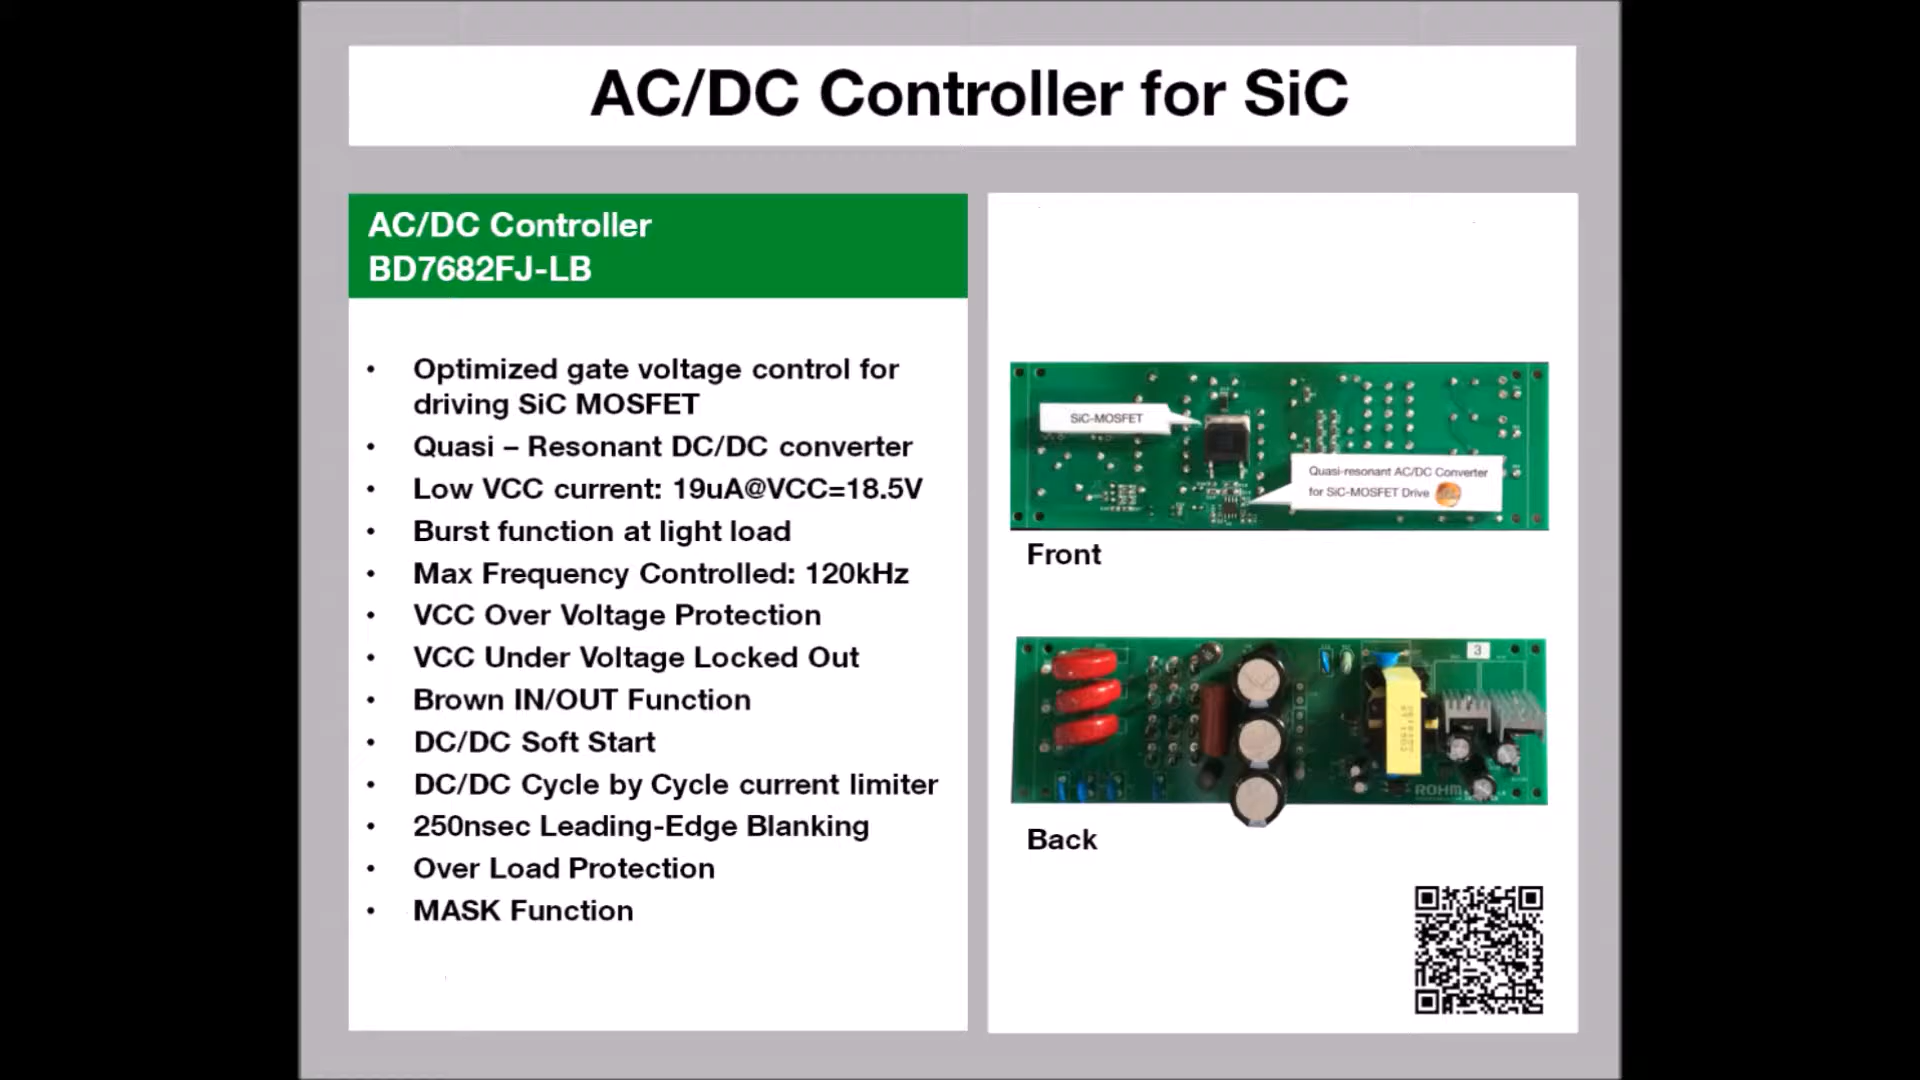 AC/DC Controller for SiC
AC/DC Controller
BD7682FJ-LB
• Optimized gate voltage control for
driving SiC MOSFET
• Quasi – Resonant DC/DC converter
• Low VCC current: 19uA@VCC=18.5V
• Burst function at light load
• Max Frequency Controlled: 120kHz
• VCC Over Voltage Protection
• VCC Under Voltage Locked Out
• Brown IN/OUT Function
• DC/DC Soft Start
• DC/DC Cycle by Cycle current limiter
• 250nsec Leading-Edge Blanking
• Over Load Protection
• MASK Function
SiC-MOSFET
Quasi-resonant AC/DC Converter
for SiC-MOSFET Drive
Front
3
ROHM
Back